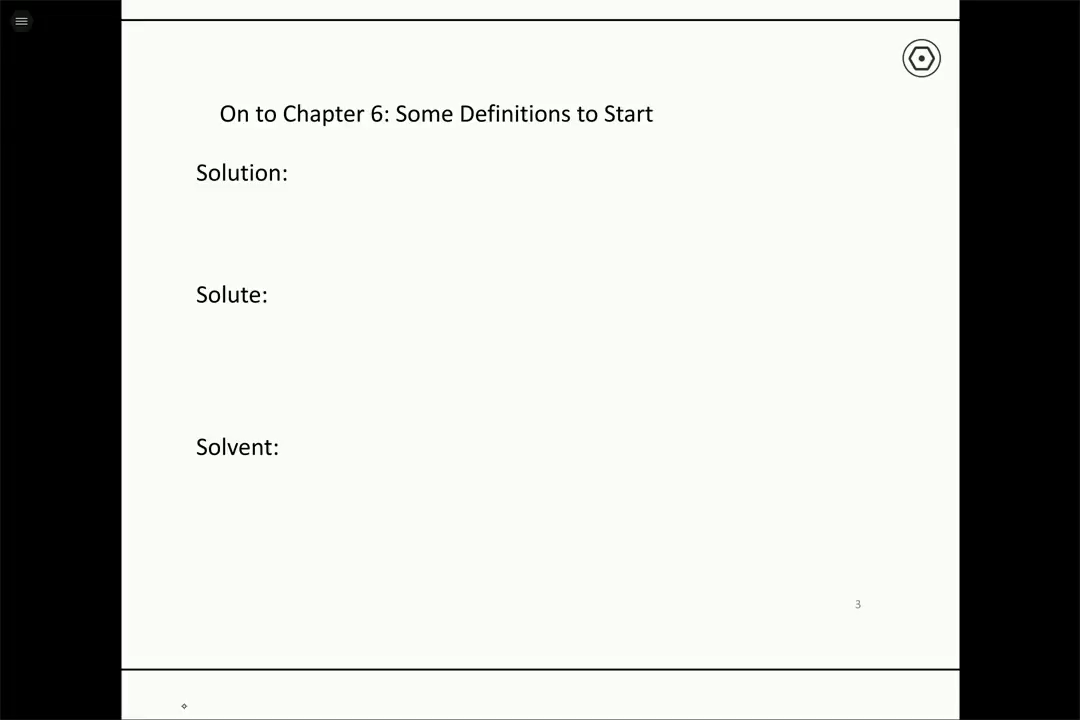 On to Chapter 6: Some Definitions to Start
Solution:
Solute:
Solvent:
3